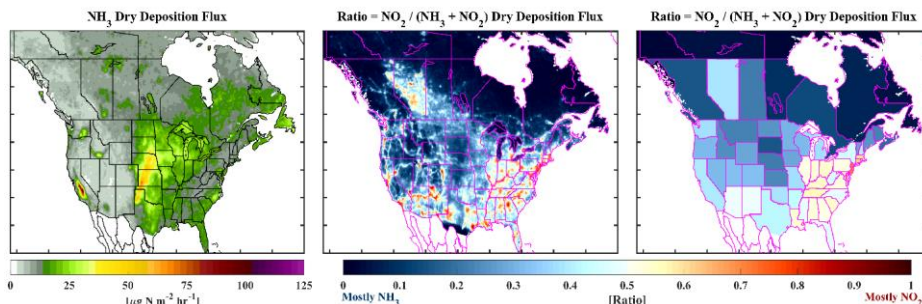 NH₃ Dry Deposition Flux
Ratio = NO₂ / (NH₃ + NO₂) Dry Deposition Flux
Ratio = NO₂ / (NH₃ + NO₂) Dry Deposition Flux
0 25 50 75 100 125
[μg N m⁻² hr⁻¹]
0 0.1 0.2 0.3 0.4 0.5 0.6 0.7 0.8 0.9 1
Mostly NH₃ [Ratio] Mostly NO₂